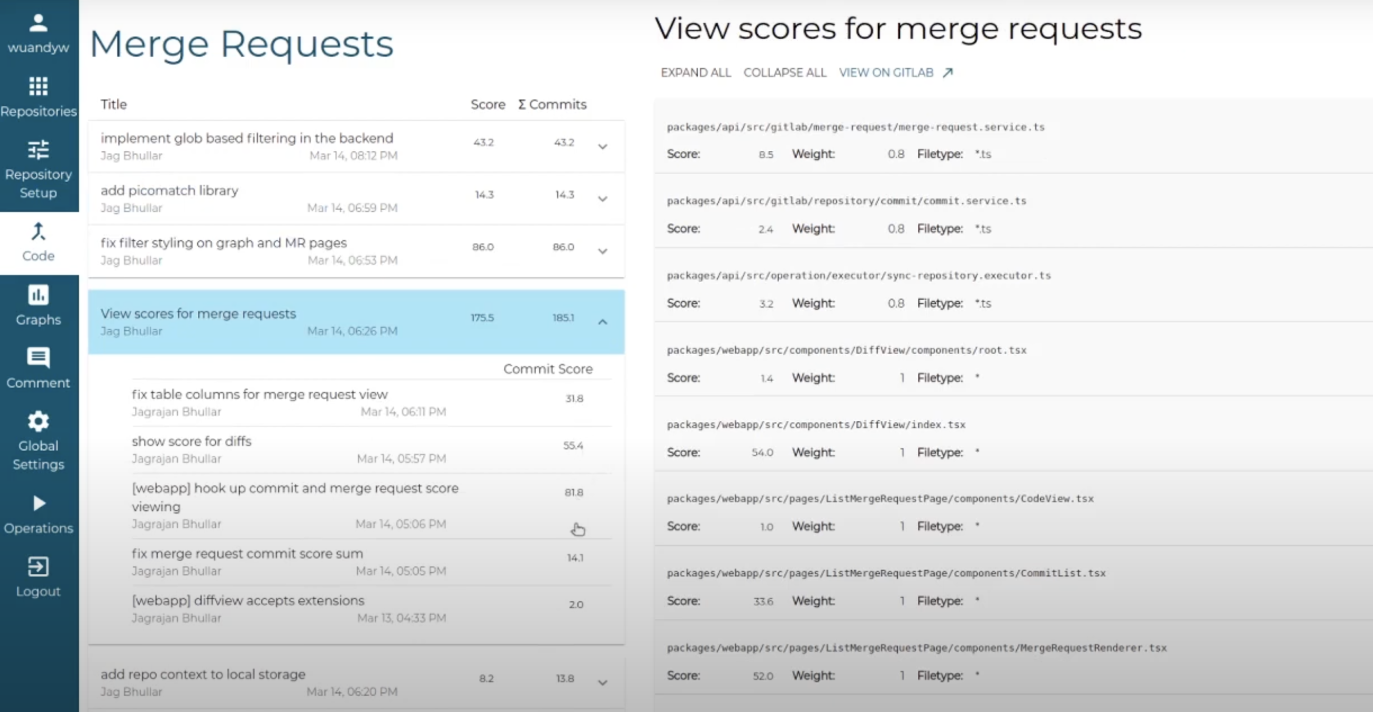 wuandyw
Repositories
Repository
Setup
Code
Graphs
Comment
Global
Settings
Operations
Logout
Merge Requests
Title Score Σ Commits
implement glob based filtering in the backend 43.2 43.2
Jag Bhullar Mar 14, 08:12 PM
add picomatch library 14.3 14.3
Jag Bhullar Mar 14, 06:59 PM
fix filter styling on graph and MR pages 86.0 86.0
Jag Bhullar Mar 14, 06:53 PM
View scores for merge requests 175.5 185.1
Jag Bhullar Mar 14, 06:26 PM
Commit Score
fix table columns for merge request view 31.8
Jagrajan Bhullar Mar 14, 06:11 PM
show score for diffs 55.4
Jagrajan Bhullar Mar 14, 05:57 PM
[webapp] hook up commit and merge request score 81.8
viewing
Jagrajan Bhullar Mar 14, 05:06 PM
fix merge request commit score sum 14.1
Jagrajan Bhullar Mar 14, 05:05 PM
[webapp] diffview accepts extensions 2.0
Jagrajan Bhullar Mar 13, 04:33 PM
add repo context to local storage 8.2 13.8
Jag Bhullar Mar 14, 06:20 PM
View scores for merge requests
EXPAND ALL COLLAPSE ALL VIEW ON GITLAB
packages/api/src/gitlab/merge-request/merge-request.service.ts
Score: 8.5 Weight: 0.8 Filetype: *.ts
packages/api/src/gitlab/repository/commit/commit.service.ts
Score: 2.4 Weight: 0.8 Filetype: *.ts
packages/api/src/operation/executor/sync-repository.executor.ts
Score: 3.2 Weight: 0.8 Filetype: *.ts
packages/webapp/src/components/DiffView/components/root.tsx
Score: 1.4 Weight: 1 Filetype: *
packages/webapp/src/components/DiffView/index.tsx
Score: 54.0 Weight: 1 Filetype: *
packages/webapp/src/pages/ListMergeRequestPage/components/CodeView.tsx
Score: 1.0 Weight: 1 Filetype: *
packages/webapp/src/pages/ListMergeRequestPage/components/CommitList.tsx
Score: 33.6 Weight: 1 Filetype: *
packages/webapp/src/pages/ListMergeRequestPage/components/MergeRequestRenderer.tsx
Score: 52.0 Weight: 1 Filetype: *